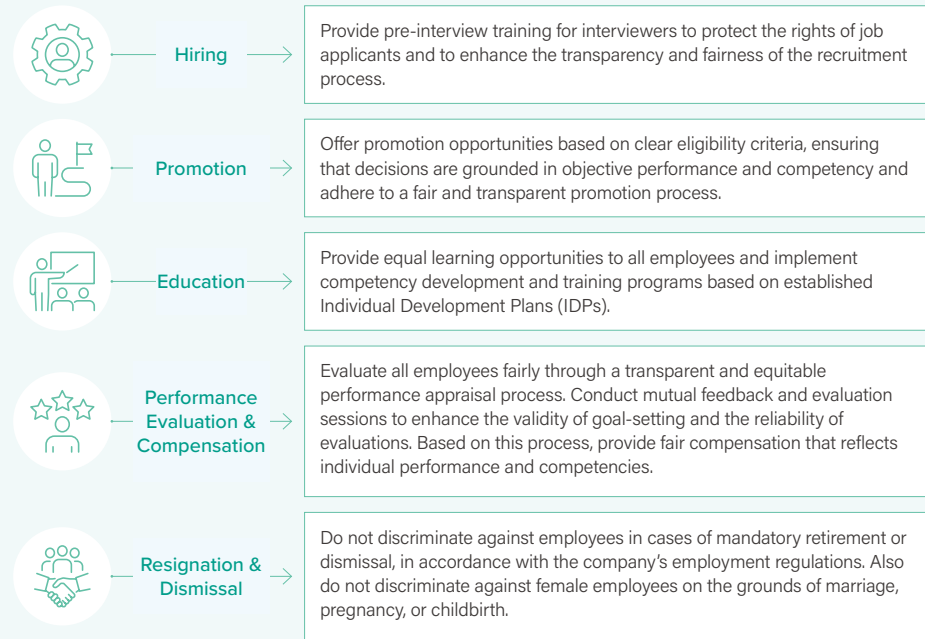 Hiring
Provide pre-interview training for interviewers to protect the rights of job
applicants and to enhance the transparency and fairness of the recruitment
process.
Promotion
Offer promotion opportunities based on clear eligibility criteria, ensuring
that decisions are grounded in objective performance and competency and
adhere to a fair and transparent promotion process.
Education
Provide equal learning opportunities to all employees and implement
competency development and training programs based on established
Individual Development Plans (IDPs).
Performance
Evaluation &
Compensation
Evaluate all employees fairly through a transparent and equitable
performance appraisal process. Conduct mutual feedback and evaluation
sessions to enhance the validity of goal-setting and the reliability of
evaluations. Based on this process, provide fair compensation that reflects
individual performance and competencies.
Resignation &
Dismissal
Do not discriminate against employees in cases of mandatory retirement or
dismissal, in accordance with the company's employment regulations. Also
do not discriminate against female employees on the grounds of marriage,
pregnancy, or childbirth.